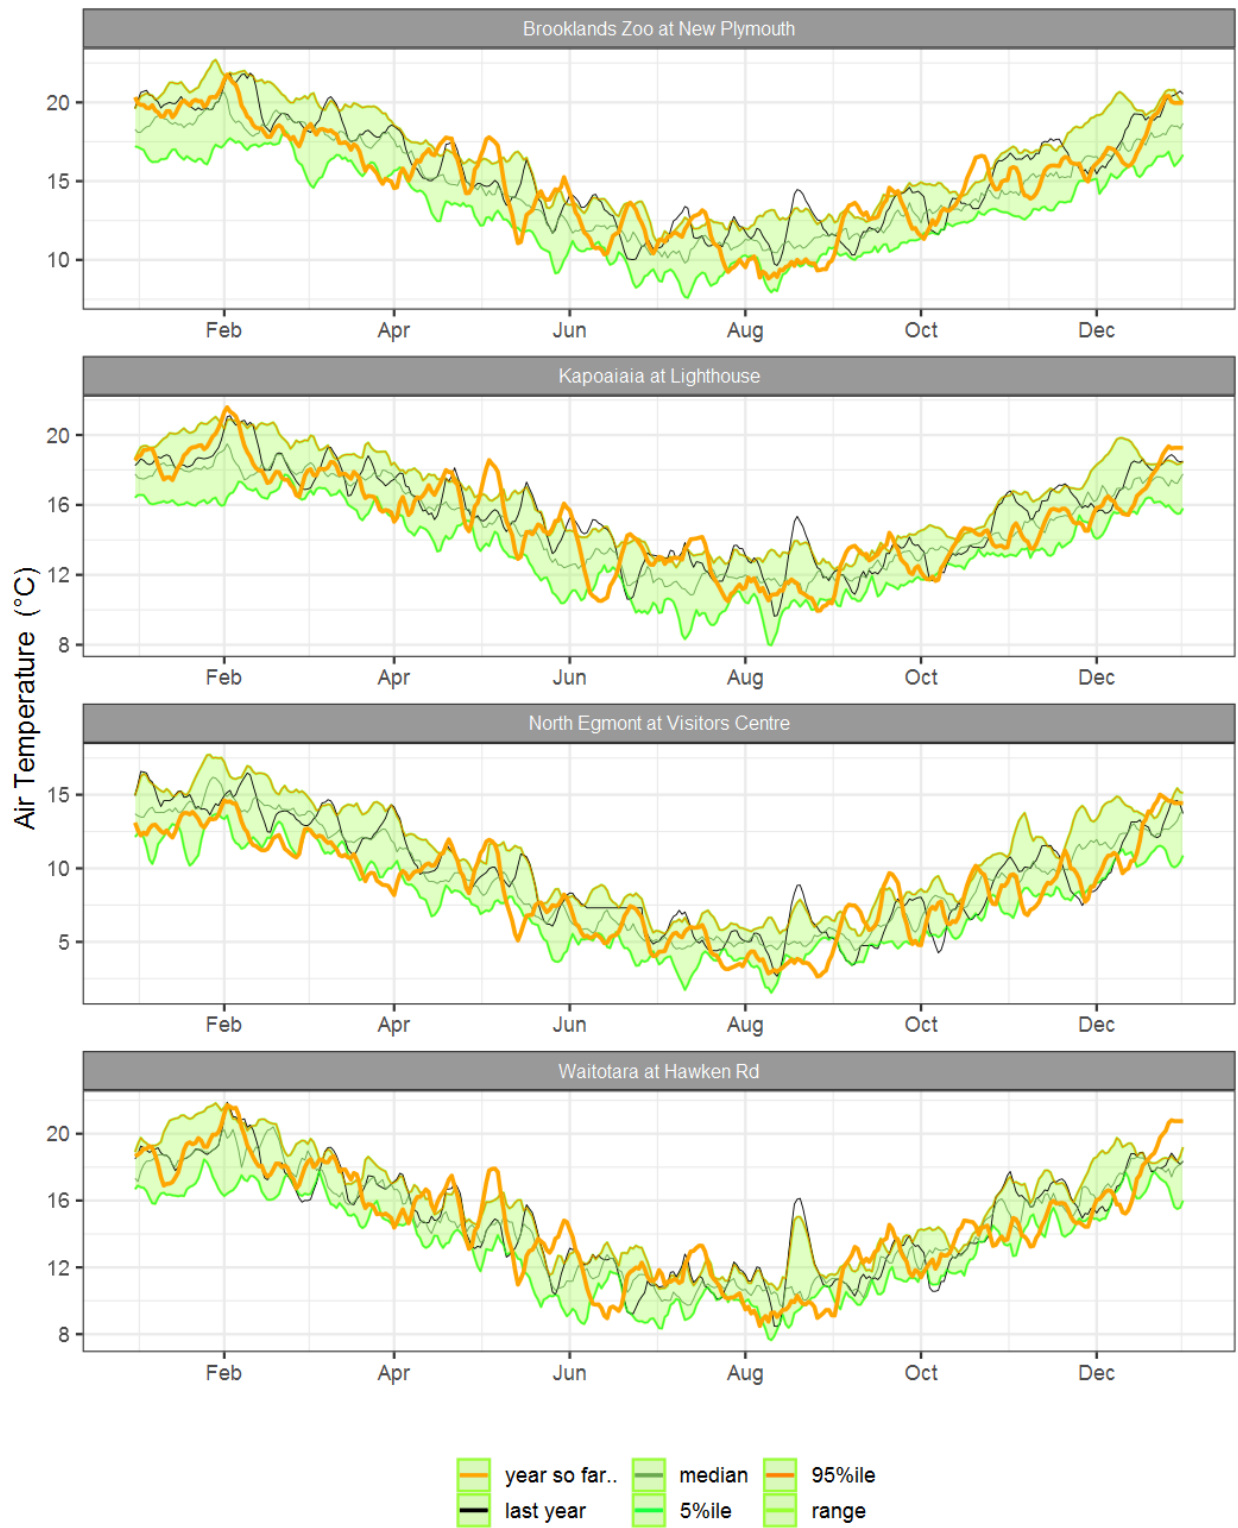 Brooklands Zoo at New Plymouth
20
15
10
Feb Apr Jun Aug Oct Dec
Kapoaiaia at Lighthouse
20
16
12
8
Feb Apr Jun Aug Oct Dec
Air Temperature (°C)
North Egmont at Visitors Centre
15
10
5
Feb Apr Jun Aug Oct Dec
Waitotara at Hawken Rd
20
16
12
8
Feb Apr Jun Aug Oct Dec
year so far.. median 95%ile
last year 5%ile range